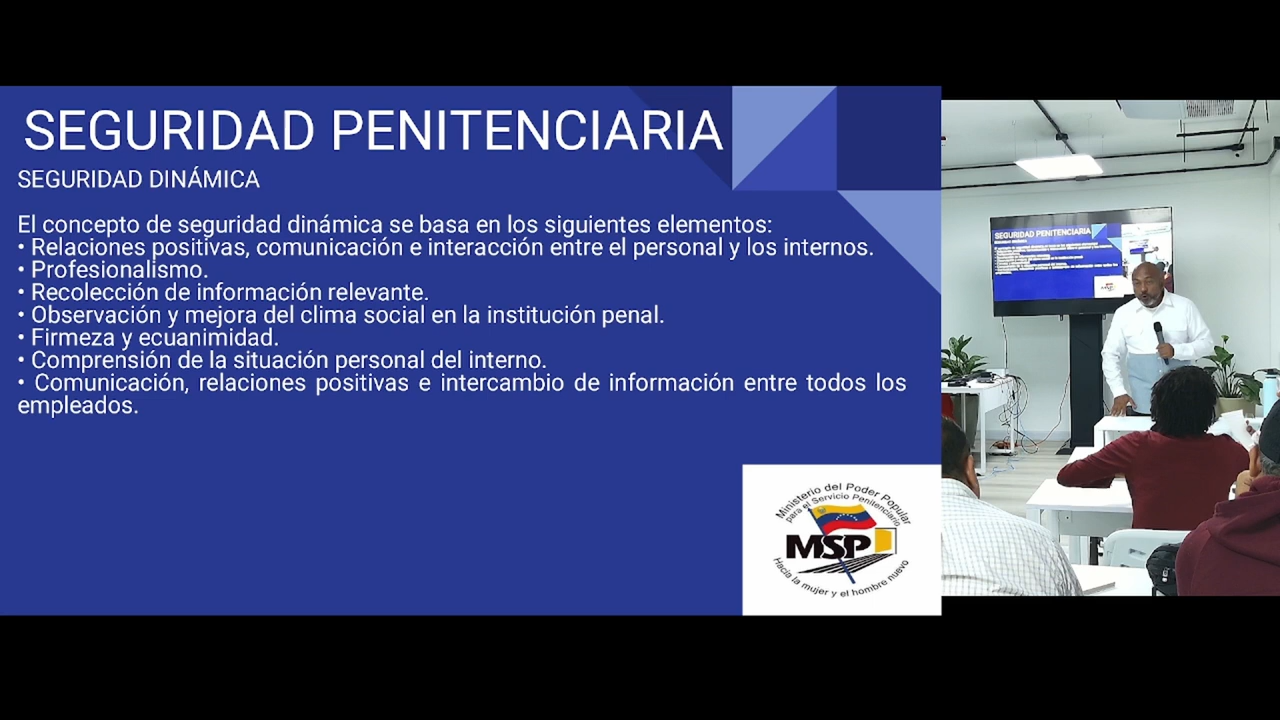 SEGURIDAD PENITENCIARIA
SEGURIDAD DINÁMICA
El concepto de seguridad dinámica se basa en los siguientes elementos:
• Relaciones positivas, comunicación e interacción entre el personal y los internos.
• Profesionalismo.
• Recolección de información relevante.
• Observación y mejora del clima social en la institución penal.
• Firmeza y ecuanimidad.
• Comprensión de la situación personal del interno.
• Comunicación, relaciones positivas e intercambio de información entre todos los
empleados.
Ministerio del Poder Popular
para el Servicio Penitenciario
MSP
Hacia la mujer y el hombre nuevo
SEGURIDAD PENITENCIARIA
MSP